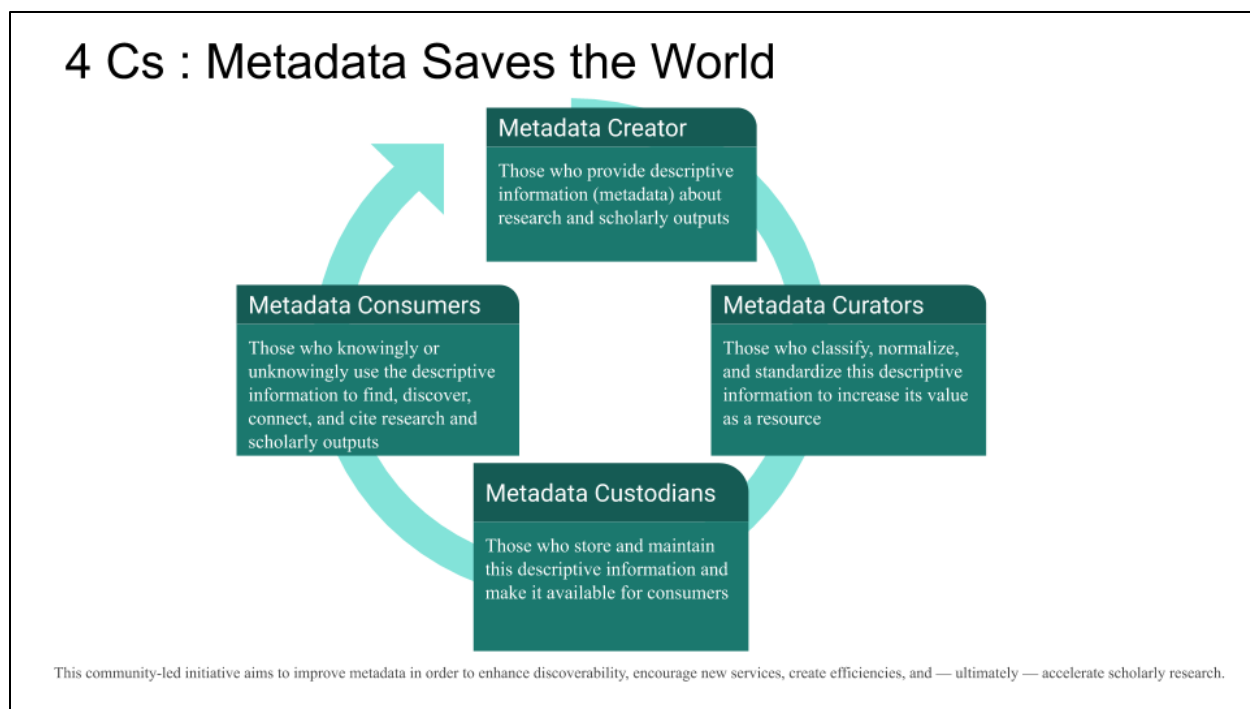 4 Cs : Metadata Saves the World
Metadata Creator
Those who provide descriptive
information (metadata) about
research and scholarly outputs
Metadata Consumers
Those who knowingly or
unknowingly use the descriptive
information to find, discover,
connect, and cite research and
scholarly outputs
Metadata Curators
Those who classify, normalize,
and standardize this descriptive
information to increase its value
as a resource
Metadata Custodians
Those who store and maintain
this descriptive information and
make it available for consumers
This community-led initiative aims to improve metadata in order to enhance discoverability, encourage new services, create efficiencies, and — ultimately — accelerate scholarly research.